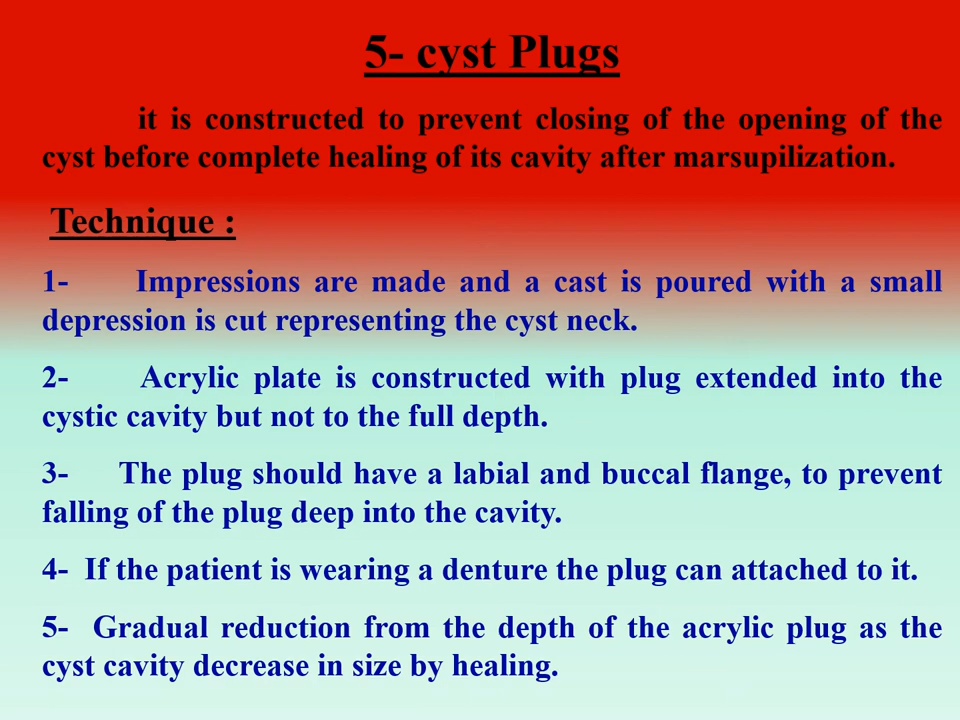 5- cyst Plugs
it is constructed to prevent closing of the opening of the
cyst before complete healing of its cavity after marsupilization.
Technique :
1- Impressions are made and a cast is poured with a small
depression is cut representing the cyst neck.
2- Acrylic plate is constructed with plug extended into the
cystic cavity but not to the full depth.
3- The plug should have a labial and buccal flange, to prevent
falling of the plug deep into the cavity.
4- If the patient is wearing a denture the plug can attached to it.
5- Gradual reduction from the depth of the acrylic plug as the
cyst cavity decrease in size by healing.